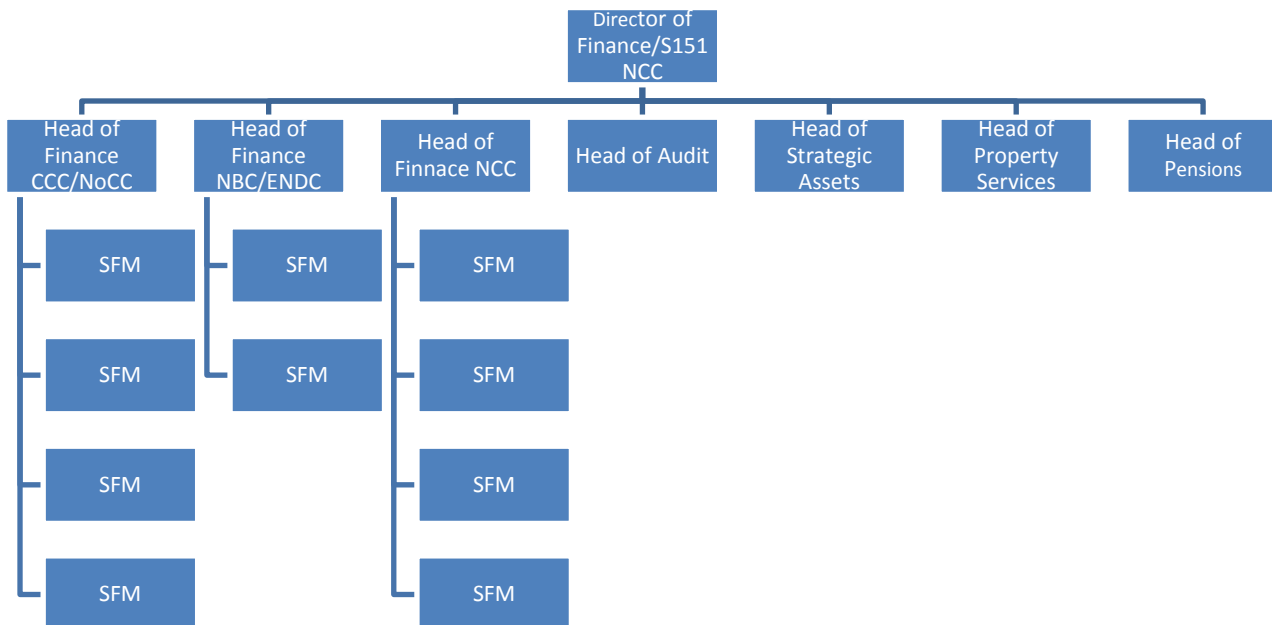 Director of
Finance/S151
NCC
Head of
Finance
CCC/NoCC
Head of
Finance
NBC/ENDC
Head of
Finnace NCC
Head of Audit
Head of
Strategic
Assets
Head of
Property
Services
Head of
Pensions
SFM
SFM
SFM
SFM
SFM
SFM
SFM
SFM
SFM
SFM